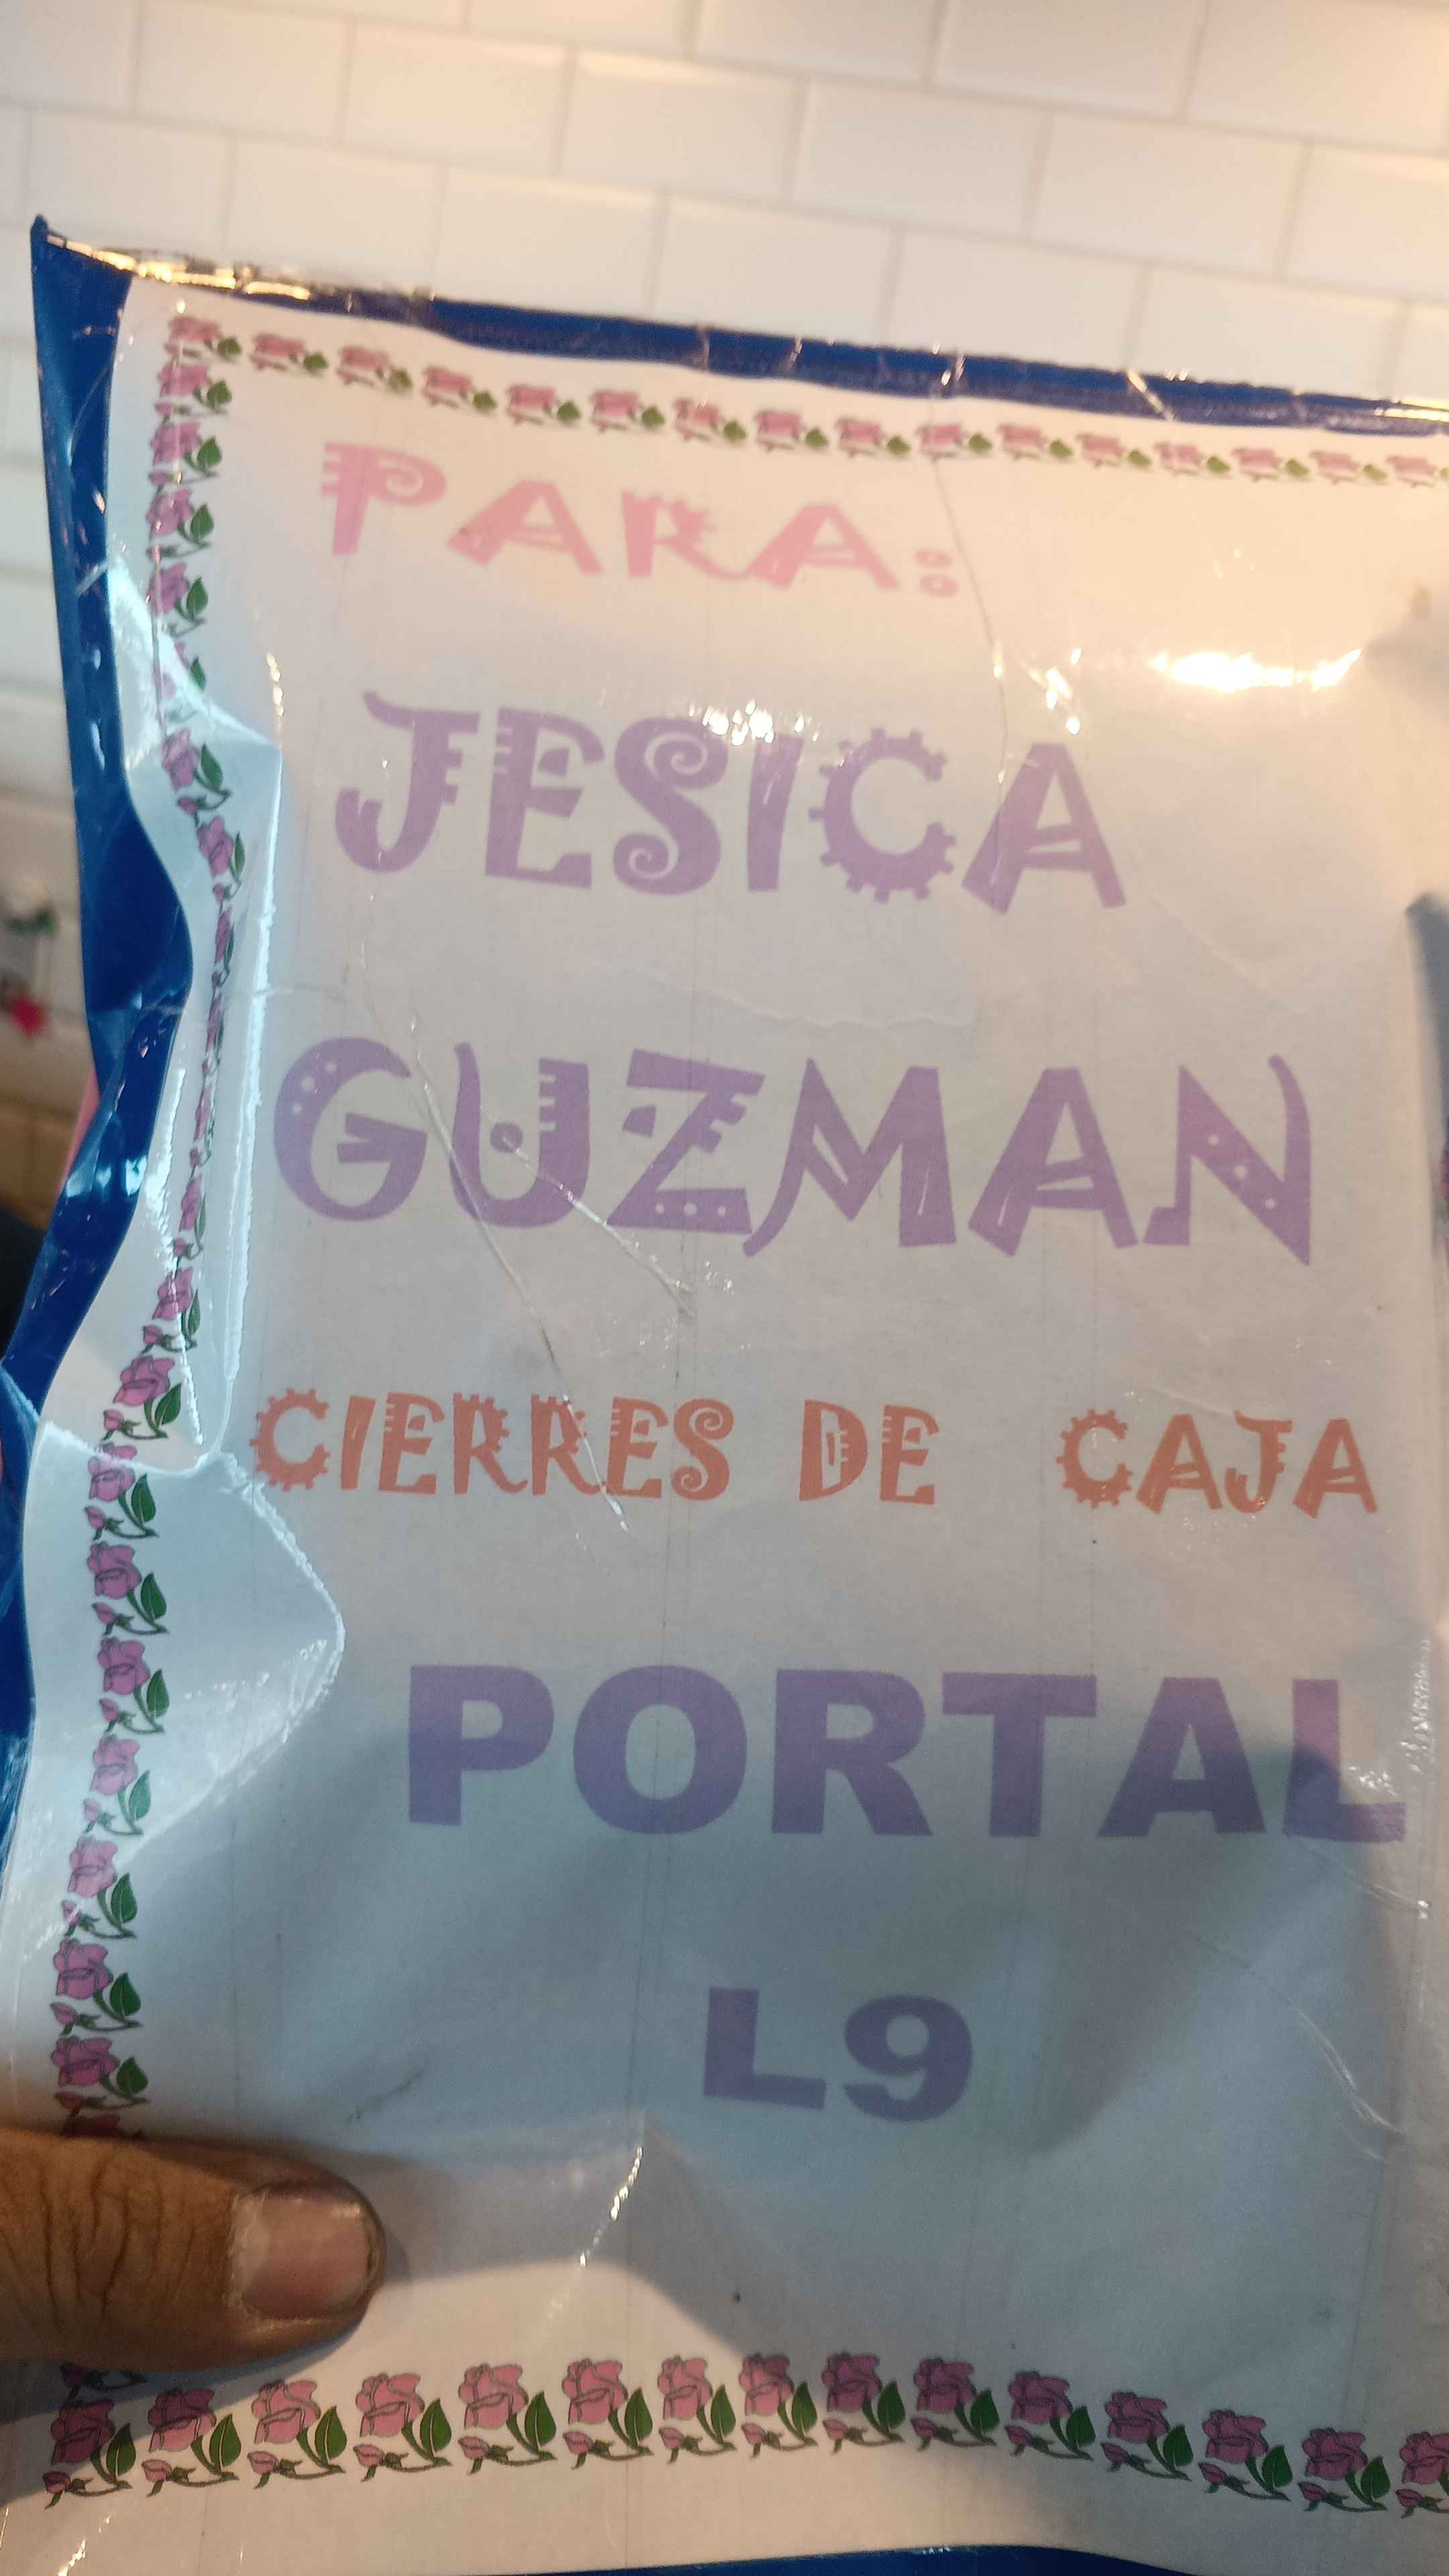 PARA:
JESICA
GUZMAN
CIERRES DE CAJA
PORTAL
L9